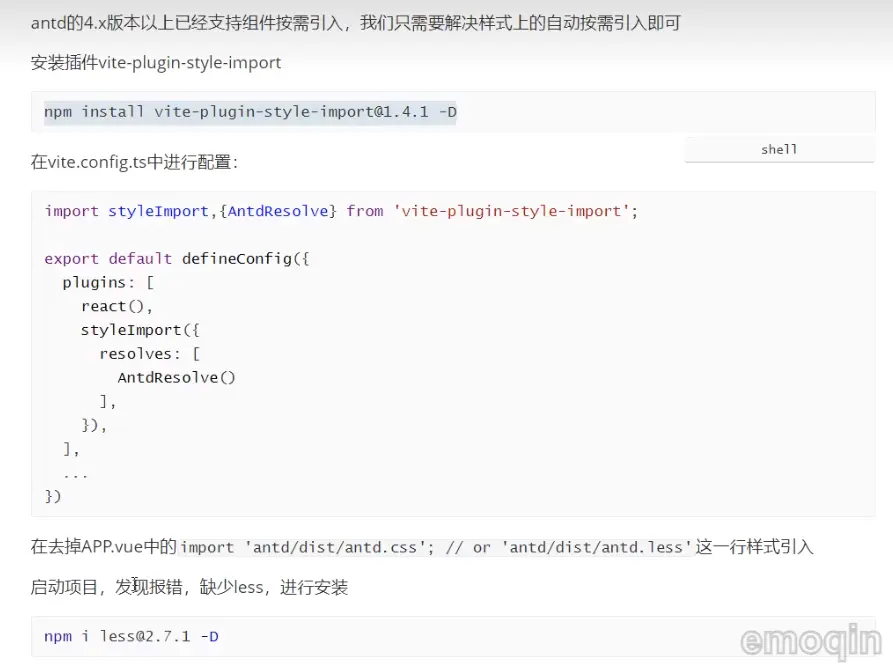 antd的4.x版本以上已经支持组件按需引入，我们只需要解决样式上的自动按需引入即可
安装插件vite-plugin-style-import
npm install vite-plugin-style-import@1.4.1 -D
shell
在vite.config.ts中进行配置：
import styleImport,{AntdResolve} from 'vite-plugin-style-import';
export default defineConfig({
  plugins: [
    react(),
    styleImport({
      resolves: [
        AntdResolve()
      ],
    }),
  ],
  ...
})
在去掉APP.vue中的import 'antd/dist/antd.css'; // or 'antd/dist/antd.less'这一行样式引入
启动项目，发现报错，缺少less，进行安装
npm i less@2.7.1 -D
emoqin